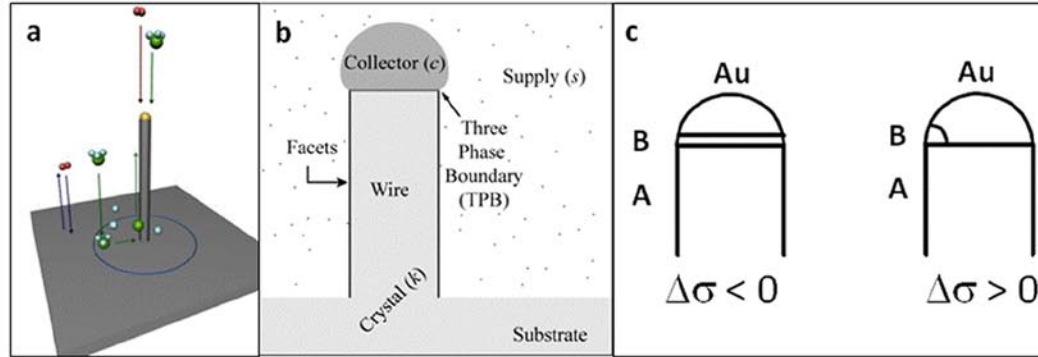 a
b
Collector (c)
Supply (s)
Three
Phase
Boundary
(TPB)
Facets
Wire
Crystal (k)
Substrate
c
Au
B
A
Δσ < 0
Au
B
A
Δσ > 0